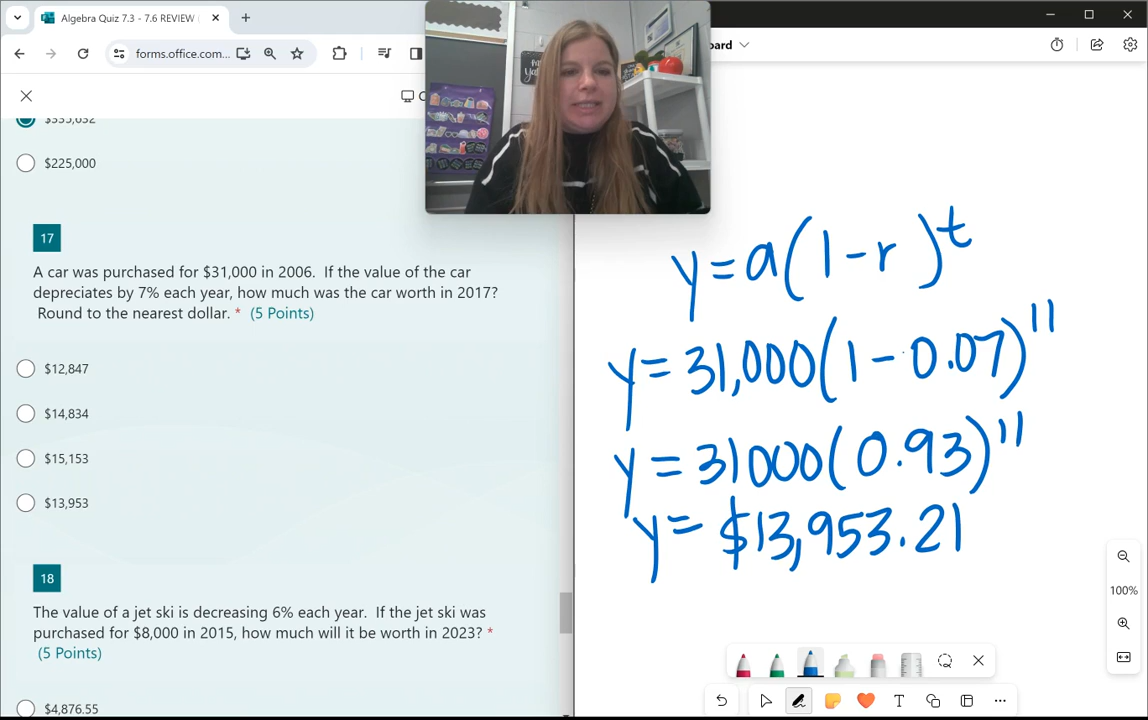 Algebra Quiz 7.3 - 7.6 REVIEW
forms.office.com...
oard
$335,632
$225,000
17
A car was purchased for $31,000 in 2006. If the value of the car
depreciates by 7% each year, how much was the car worth in 2017?
Round to the nearest dollar. * (5 Points)
$12,847
$14,834
$15,153
$13,953
18
The value of a jet ski is decreasing 6% each year. If the jet ski was
purchased for $8,000 in 2015, how much will it be worth in 2023? *
(5 Points)
$4,876.55
y=a(1-r)^t
y=31,000(1-0.07)^11
y=31000(0.93)^11
y=$13,953.21
100%